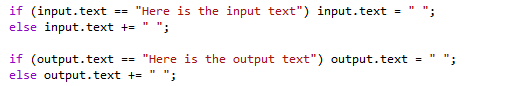 if (input.text == "Here is the input text") input.text = " ";
else input.text += " ";
if (output.text == "Here is the output text") output.text = " ";
else output.text += " ";